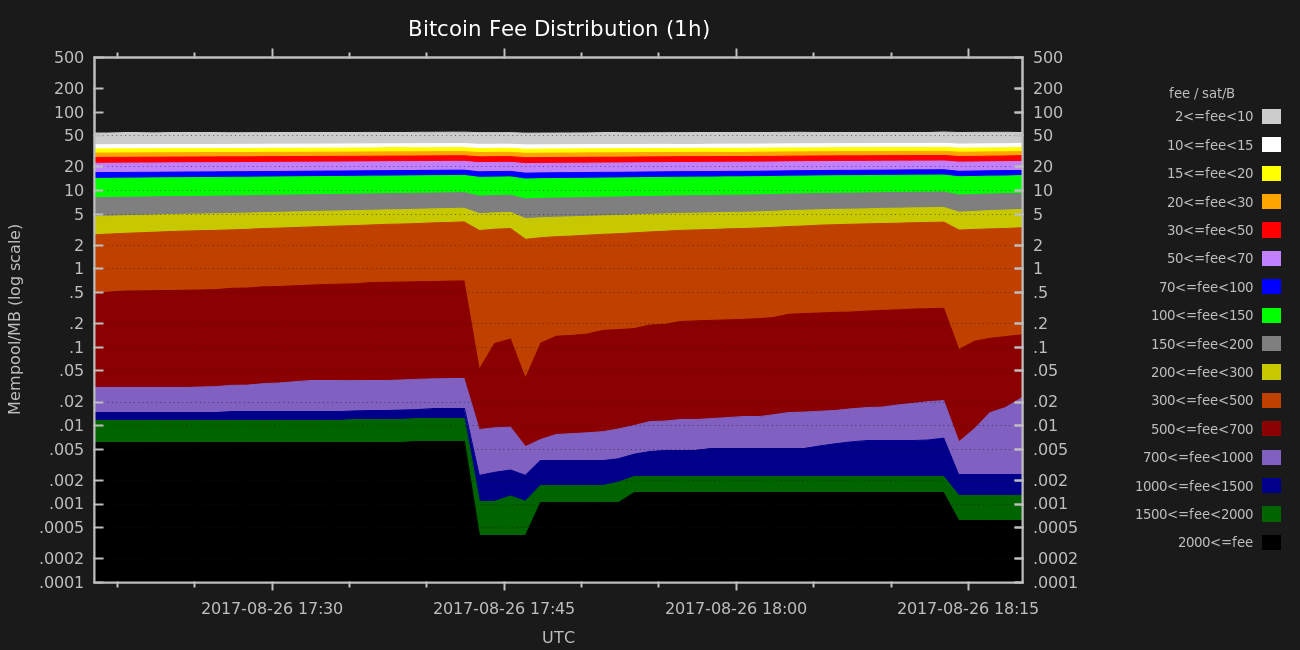 Bitcoin Fee Distribution (1h)
500 500
200 200
100 100
50 50
20 20
10 10
5 5
2 2
1 1
.5 .5
.2 .2
.1 .1
.05 .05
.02 .02
.01 .01
.005 .005
.002 .002
.001 .001
.0005 .0005
.0002 .0002
.0001 .0001
Mempool/MB (log scale)
2017-08-26 17:30 2017-08-26 17:45 2017-08-26 18:00 2017-08-26 18:15
UTC
fee / sat/B
2<=fee<10
10<=fee<15
15<=fee<20
20<=fee<30
30<=fee<50
50<=fee<70
70<=fee<100
100<=fee<150
150<=fee<200
200<=fee<300
300<=fee<500
500<=fee<700
700<=fee<1000
1000<=fee<1500
1500<=fee<2000
2000<=fee